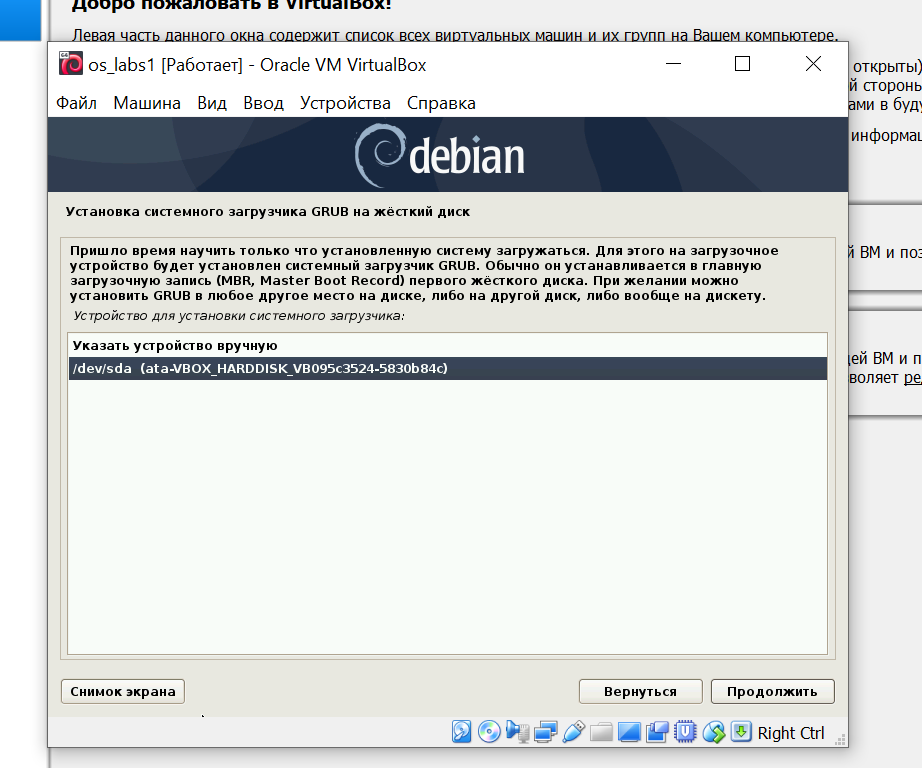 Добро пожаловать в VirtualBox!
Левая часть данного окна содержит список всех виртуальных машин и их групп на Вашем компьютере.
os_labs1 [Работает] - Oracle VM VirtualBox
открыты)
й стороны
ами в буду
информац
Файл Машина Вид Ввод Устройства Справка
debian
Установка системного загрузчика GRUB на жёсткий диск
Пришло время научить только что установленную систему загружаться. Для этого на загрузочное
устройство будет установлен системный загрузчик GRUB. Обычно он устанавливается в главную
загрузочную запись (MBR, Master Boot Record) первого жёсткого диска. При желании можно
установить GRUB в любое другое место на диске, либо на другой диск, либо вообще на дискету.
Устройство для установки системного загрузчика:
Указать устройство вручную
/dev/sda (ata-VBOX_HARDDISK_VB095c3524-5830b84c)
й ВМ и поз
ей ВМ и п
воляет ре
Снимок экрана
Вернуться
Продолжить
Right Ctrl